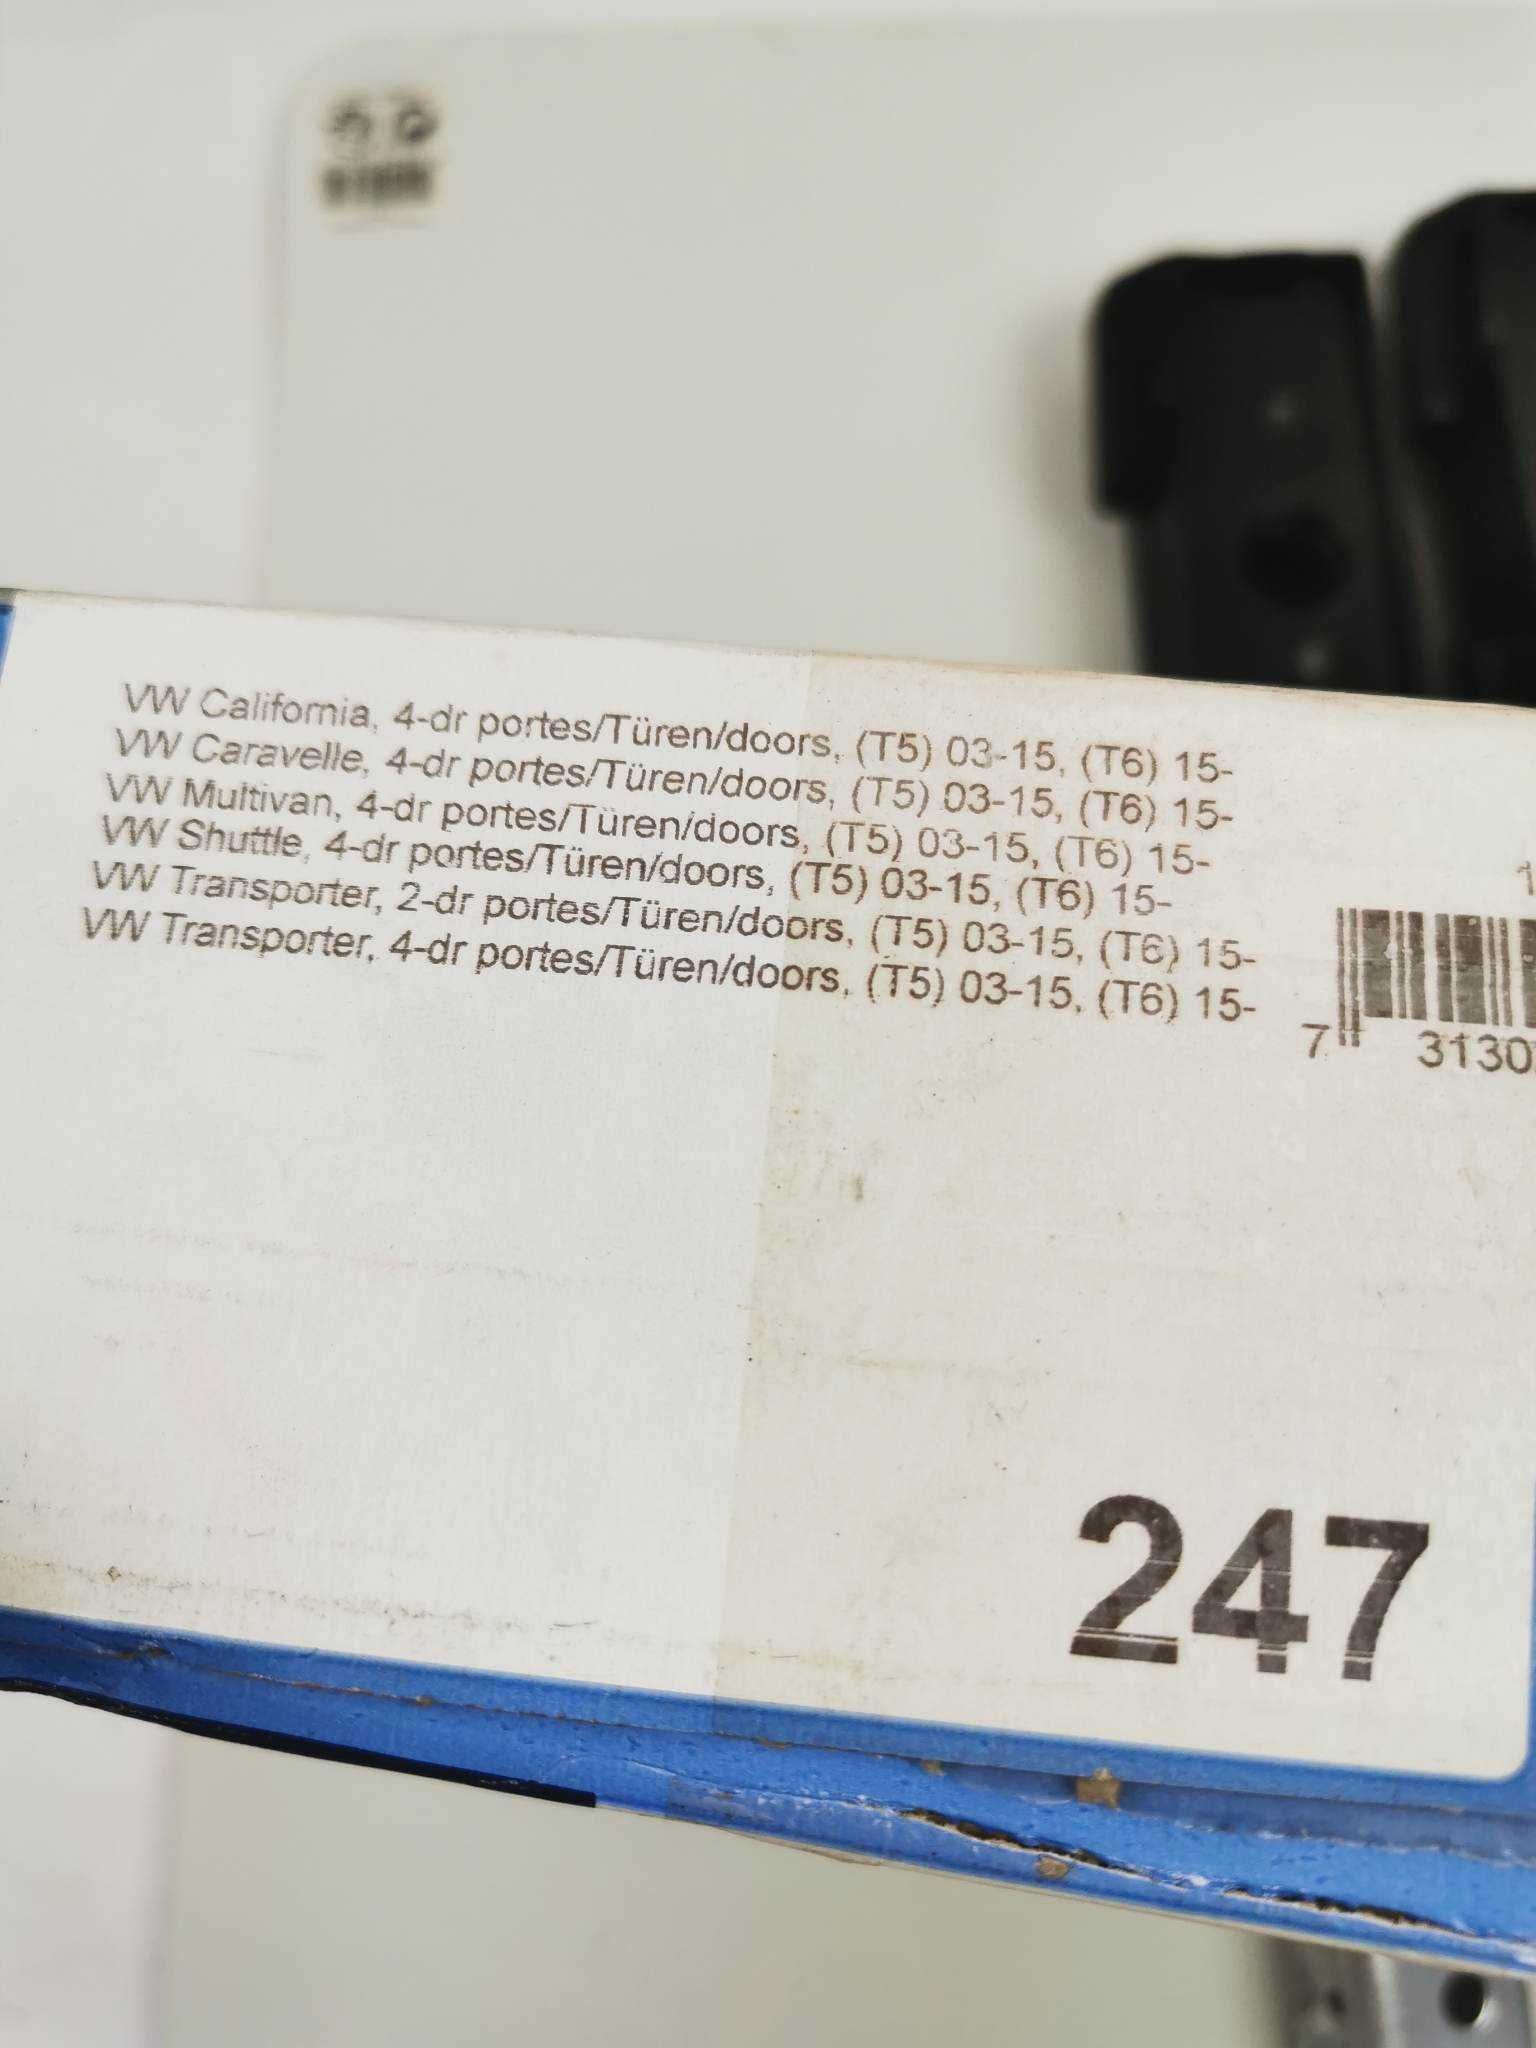 VW California, 4-dr portes/Türen/doors, (T5) 03-15, (T6) 15-
VW Caravelle, 4-dr portes/Türen/doors, (T5) 03-15, (T6) 15-
VW Multivan, 4-dr portes/Türen/doors, (T5) 03-15, (T6) 15-
VW Shuttle, 4-dr portes/Türen/doors, (T5) 03-15, (T6) 15-
VW Transporter, 2-dr portes/Türen/doors, (T5) 03-15, (T6) 15-
VW Transporter, 4-dr portes/Türen/doors, (T5) 03-15, (T6) 15-
7 3130
247